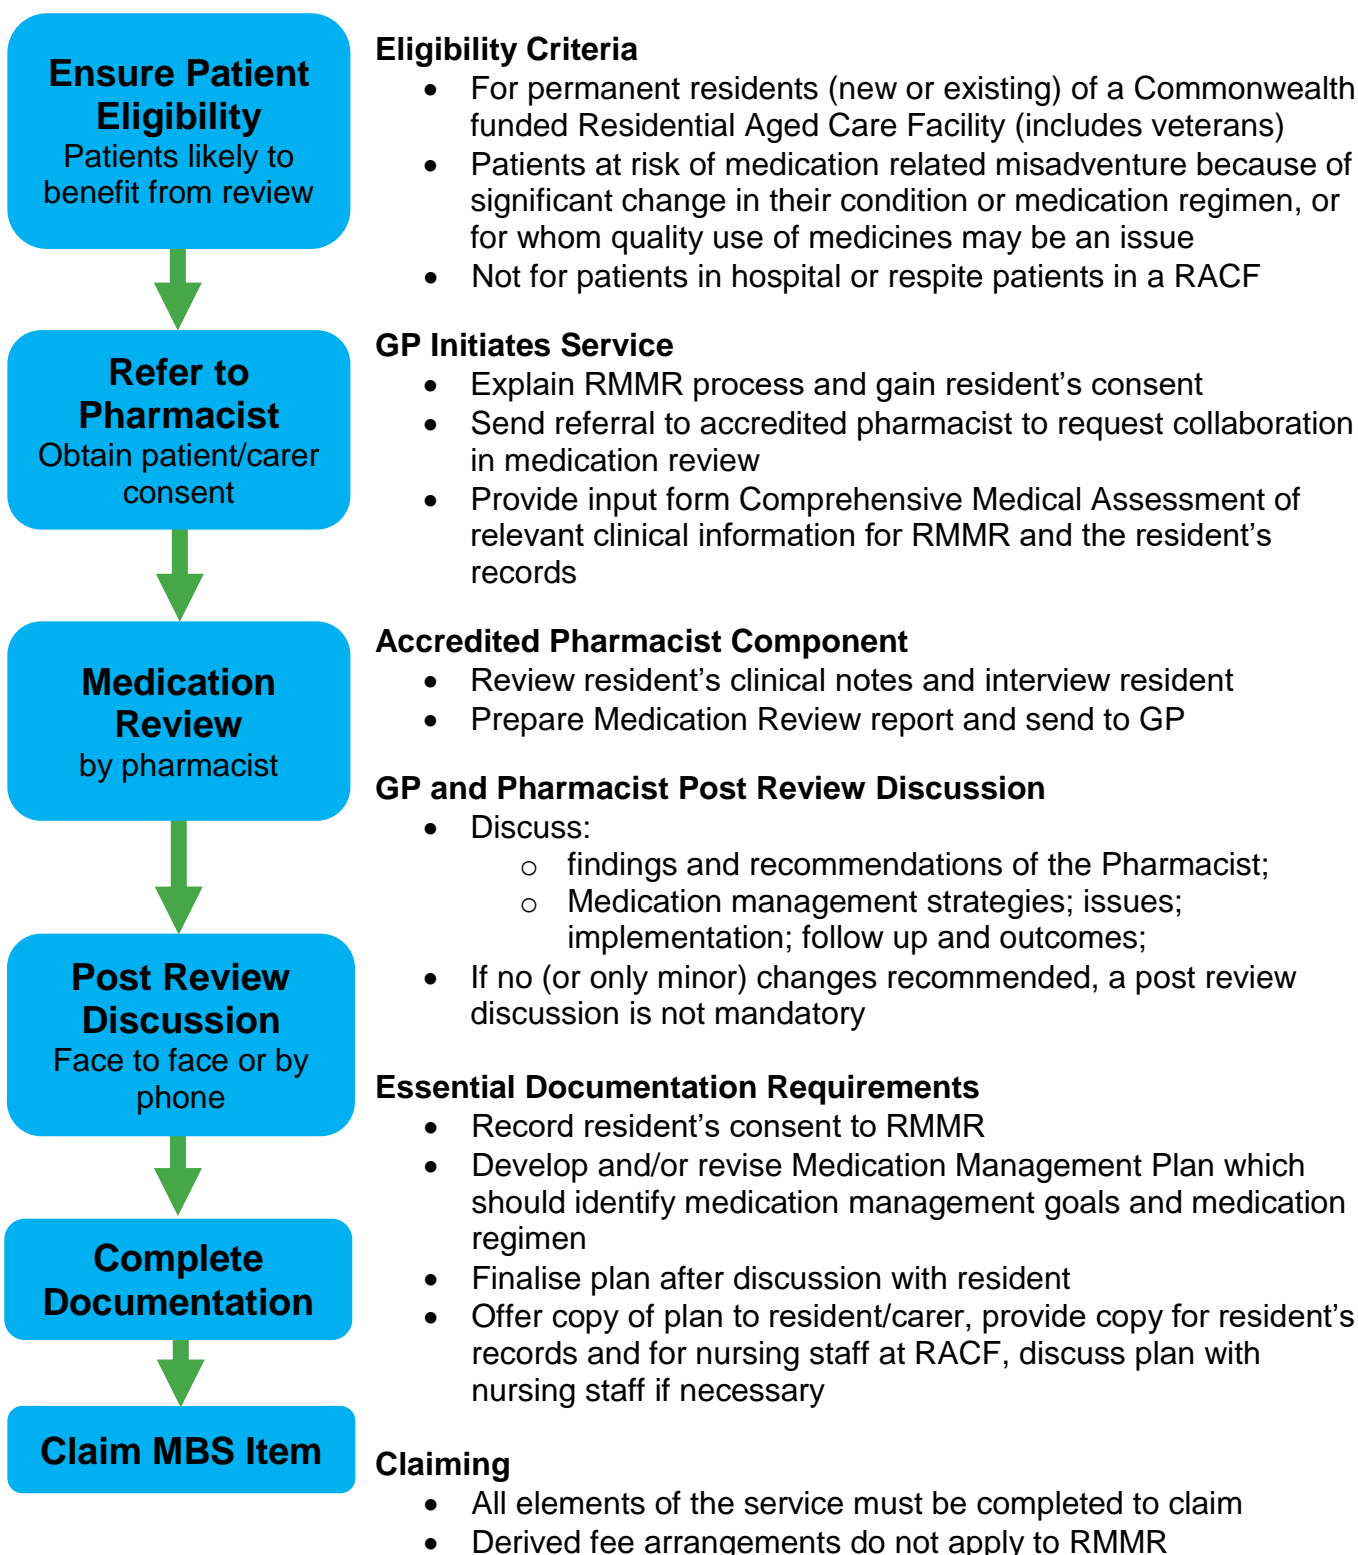 Ensure Patient
Eligibility
Patients likely to
benefit from review
Eligibility Criteria
• For permanent residents (new or existing) of a Commonwealth
funded Residential Aged Care Facility (includes veterans)
• Patients at risk of medication related misadventure because of
significant change in their condition or medication regimen, or
for whom quality use of medicines may be an issue
• Not for patients in hospital or respite patients in a RACF
Refer to
Pharmacist
Obtain patient/carer
consent
GP Initiates Service
• Explain RMMR process and gain resident’s consent
• Send referral to accredited pharmacist to request collaboration
in medication review
• Provide input form Comprehensive Medical Assessment of
relevant clinical information for RMMR and the resident’s
records
Medication
Review
by pharmacist
Accredited Pharmacist Component
• Review resident’s clinical notes and interview resident
• Prepare Medication Review report and send to GP
GP and Pharmacist Post Review Discussion
• Discuss:
o findings and recommendations of the Pharmacist;
o Medication management strategies; issues;
implementation; follow up and outcomes;
• If no (or only minor) changes recommended, a post review
discussion is not mandatory
Post Review
Discussion
Face to face or by
phone
Essential Documentation Requirements
• Record resident’s consent to RMMR
• Develop and/or revise Medication Management Plan which
should identify medication management goals and medication
regimen
• Finalise plan after discussion with resident
• Offer copy of plan to resident/carer, provide copy for resident’s
records and for nursing staff at RACF, discuss plan with
nursing staff if necessary
Complete
Documentation
Claim MBS Item
Claiming
• All elements of the service must be completed to claim
• Derived fee arrangements do not apply to RMMR